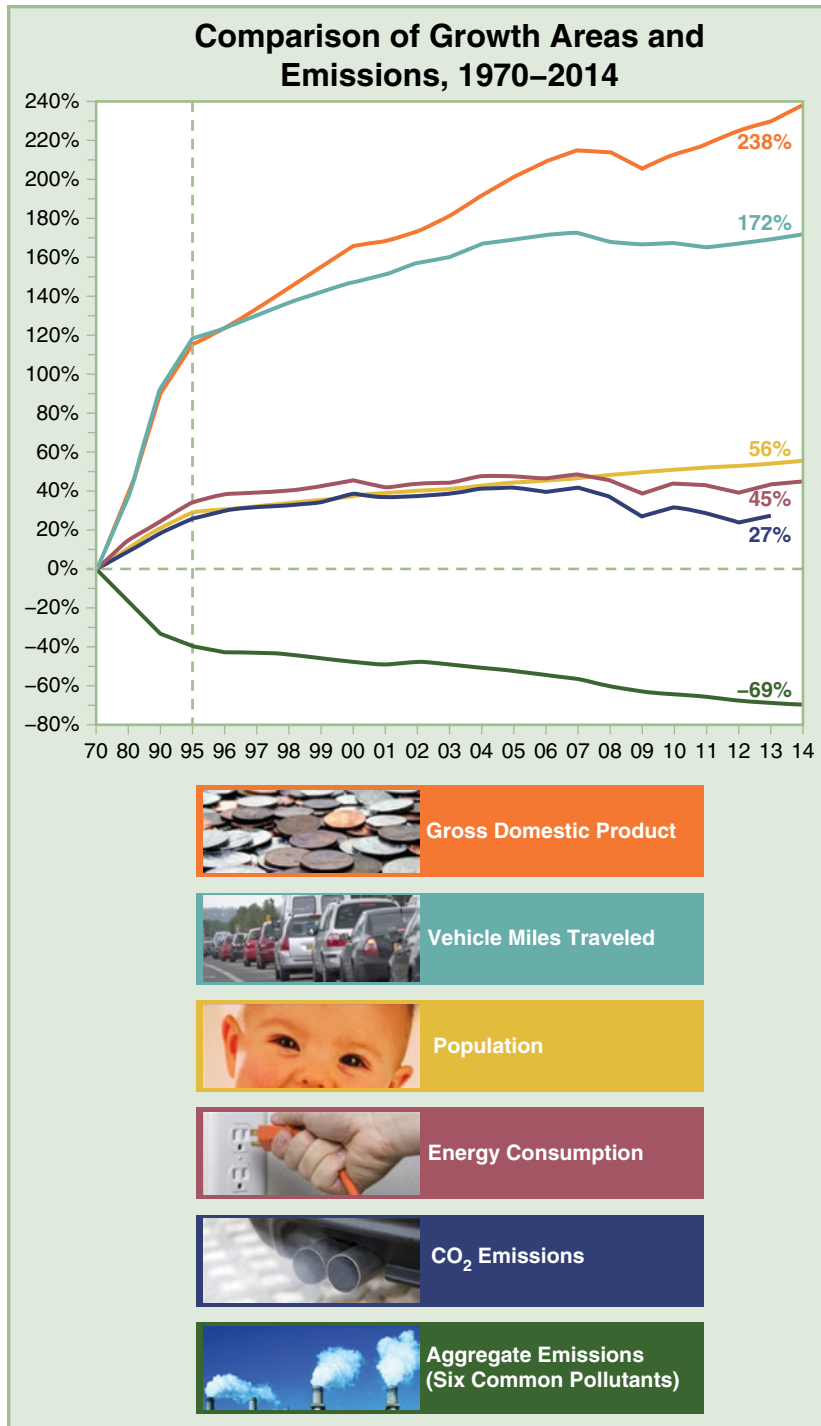 Comparison of Growth Areas and
Emissions, 1970–2014
240%
220%
200%
180%
160%
140%
120%
100%
80%
60%
40%
20%
0%
–20%
–40%
–60%
–80%
238%
172%
56%
45%
27%
–69%
70 80 90 95 96 97 98 99 00 01 02 03 04 05 06 07 08 09 10 11 12 13 14
Gross Domestic Product
Vehicle Miles Traveled
Population
Energy Consumption
CO₂ Emissions
Aggregate Emissions
(Six Common Pollutants)